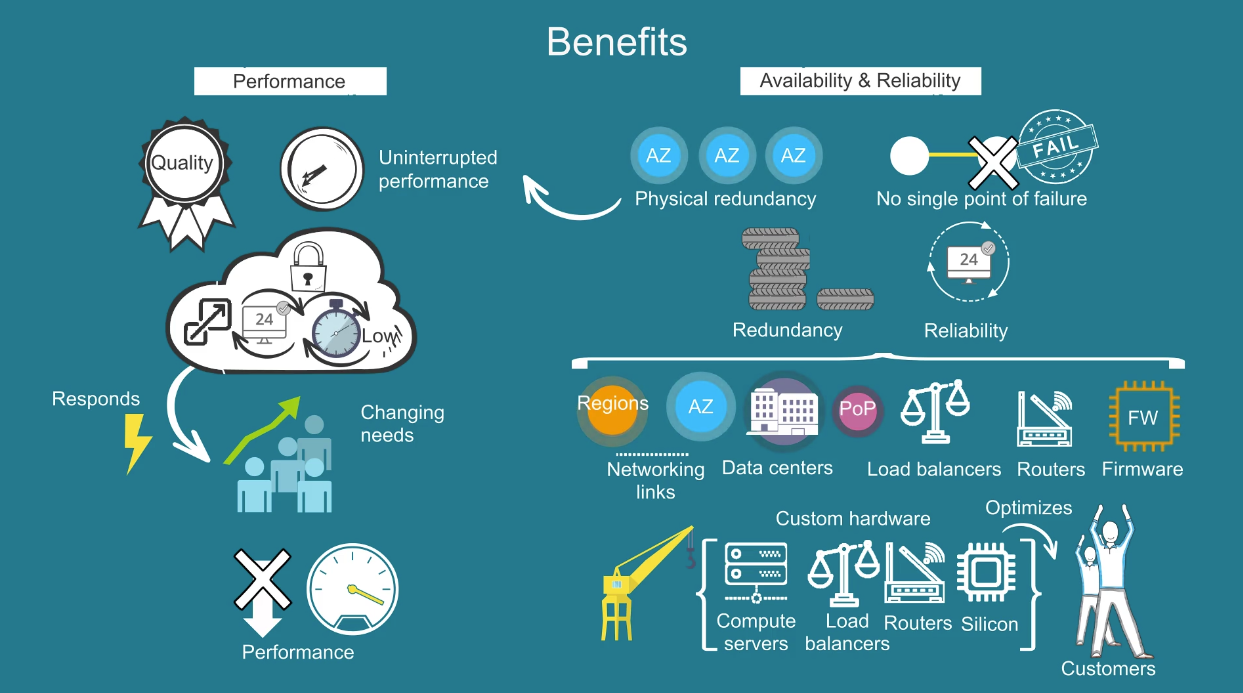 Benefits
Performance
Quality
Uninterrupted
performance
24
Low
Responds
Changing
needs
Performance
Availability & Reliability
AZ
AZ
AZ
Physical redundancy
FAIL
No single point of failure
24
Redundancy
Reliability
Regions
AZ
PoP
FW
Networking
links
Data centers
Load balancers
Routers
Firmware
Custom hardware
Optimizes
Compute
servers
Load
balancers
Routers
Silicon
Customers